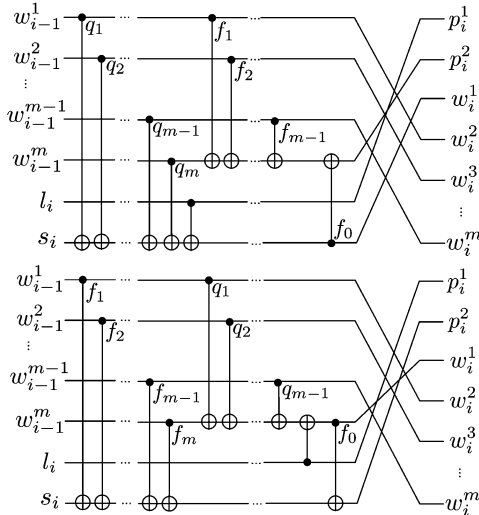 w_{i-1}^1 q_1 ... f_1 ... p_i^1
w_{i-1}^2 q_2 ... f_2 ... p_i^2
⋮ w_i^1
w_{i-1}^{m-1} ... q_{m-1} ... f_{m-1} w_i^2
w_{i-1}^m ... q_m ... w_i^3
l_i ... ... ⋮
s_i ... ... f_0 w_i^m
w_{i-1}^1 f_1 ... q_1 ... p_i^1
w_{i-1}^2 f_2 ... q_2 ... p_i^2
⋮ w_i^1
w_{i-1}^{m-1} ... f_{m-1} ... q_{m-1} w_i^2
w_{i-1}^m ... f_m ... f_0 w_i^3
l_i ... ... ⋮
s_i ... ... w_i^m